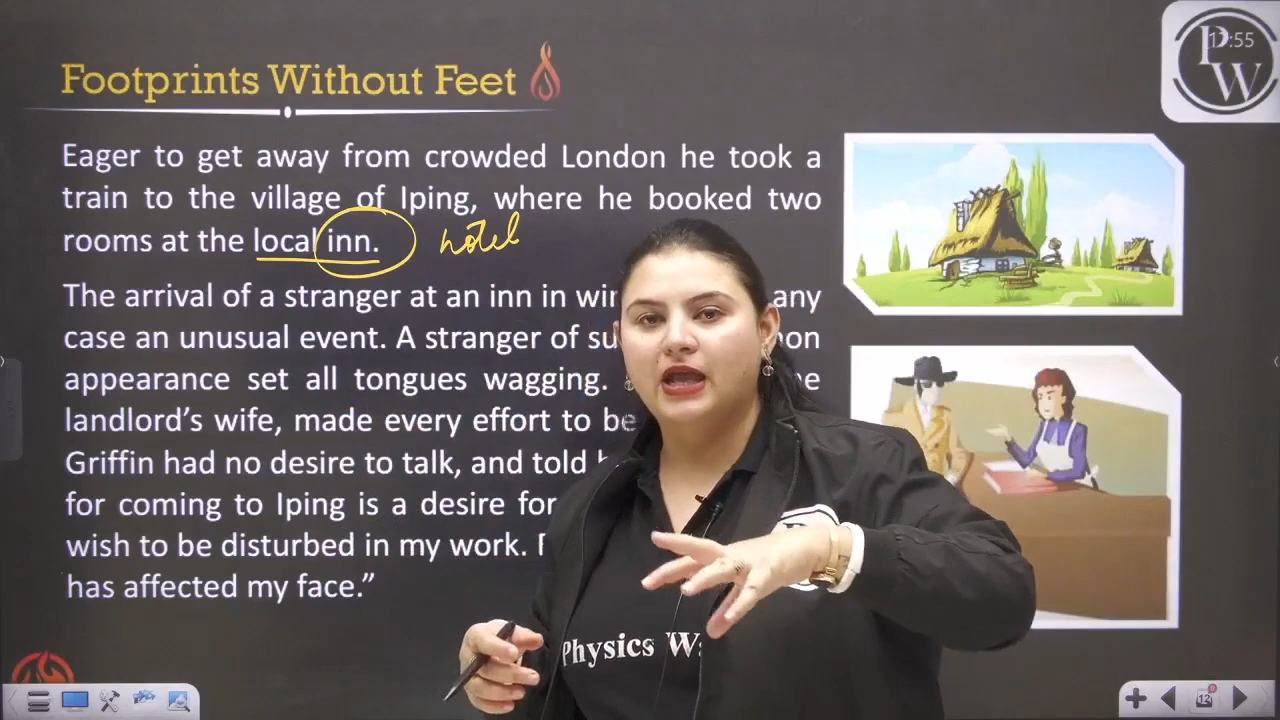 Footprints Without Feet
Eager to get away from crowded London he took a
train to the village of Iping, where he booked two
rooms at the local inn. hotel
The arrival of a stranger at an inn in any
case an unusual event. A stranger of
appearance set all tongues wagging.
landlord's wife, made every effort to be
Griffin had no desire to talk, and told
for coming to Iping is a desire for
wish to be disturbed in my work.
has affected my face.”
PW
17:55
Physics
12